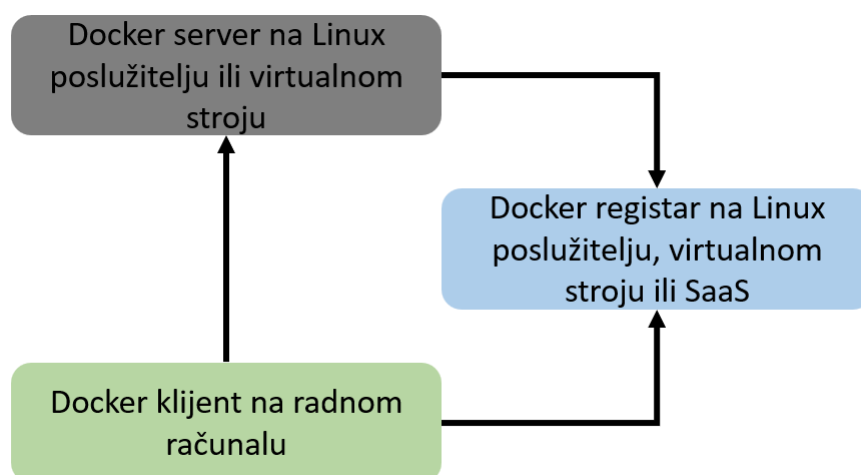 Docker server na Linux
poslužitelju ili virtualnom
stroju
Docker registar na Linux
poslužitelju, virtualnom
stroju ili SaaS
Docker klijent na radnom
računalu